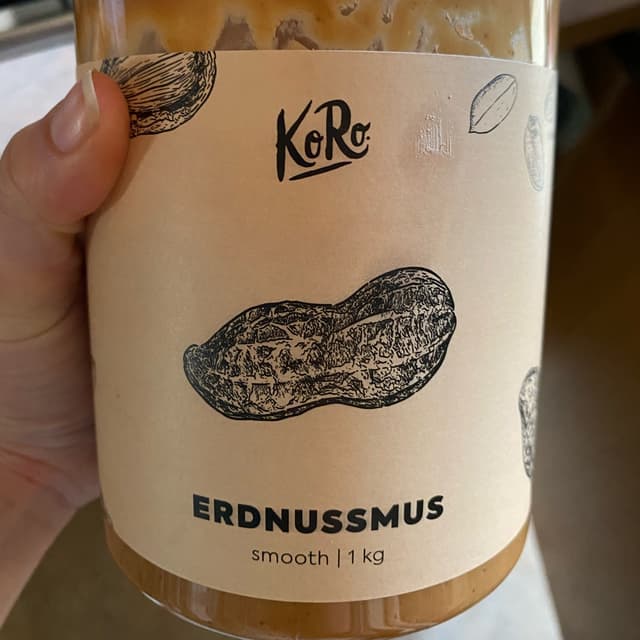 KoRo
ERDNUSSMUS
smooth | 1 kg